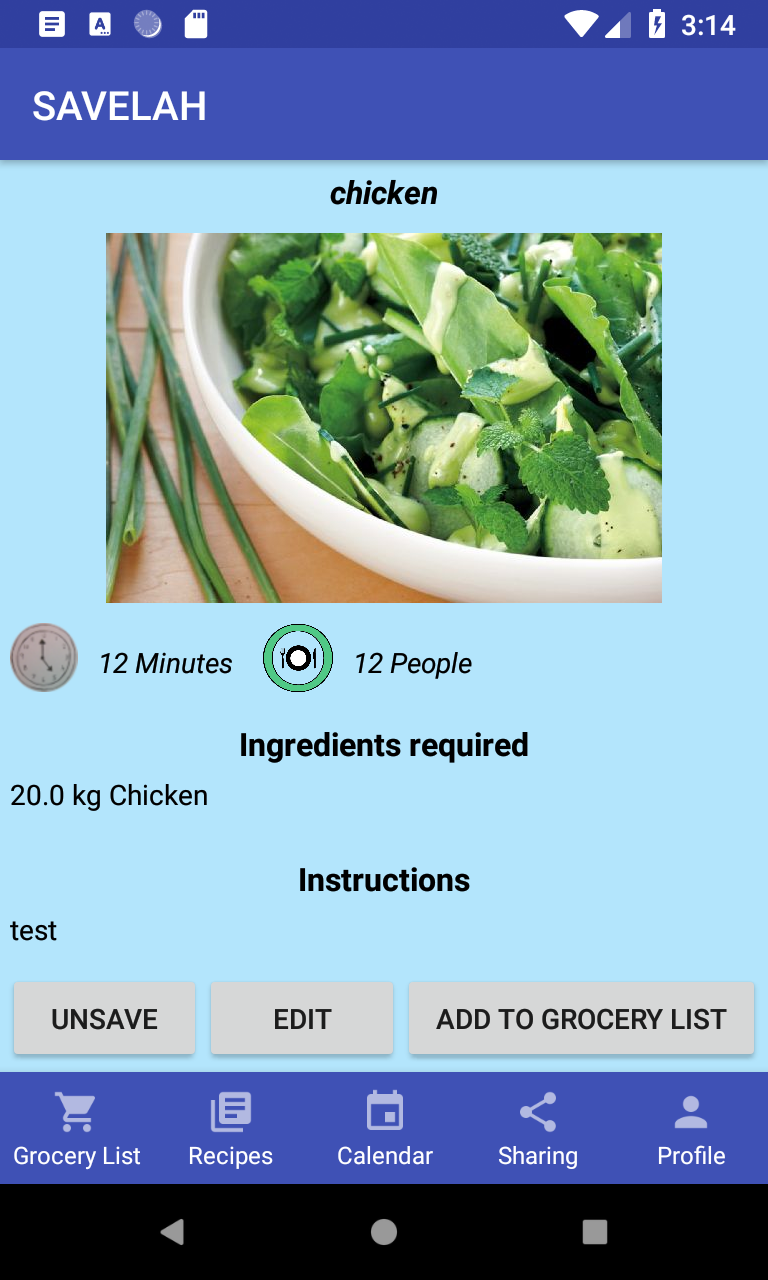 3:14
SAVELAH
chicken
12 Minutes 12 People
Ingredients required
20.0 kg Chicken
Instructions
test
UNSAVE EDIT ADD TO GROCERY LIST
Grocery List Recipes Calendar Sharing Profile